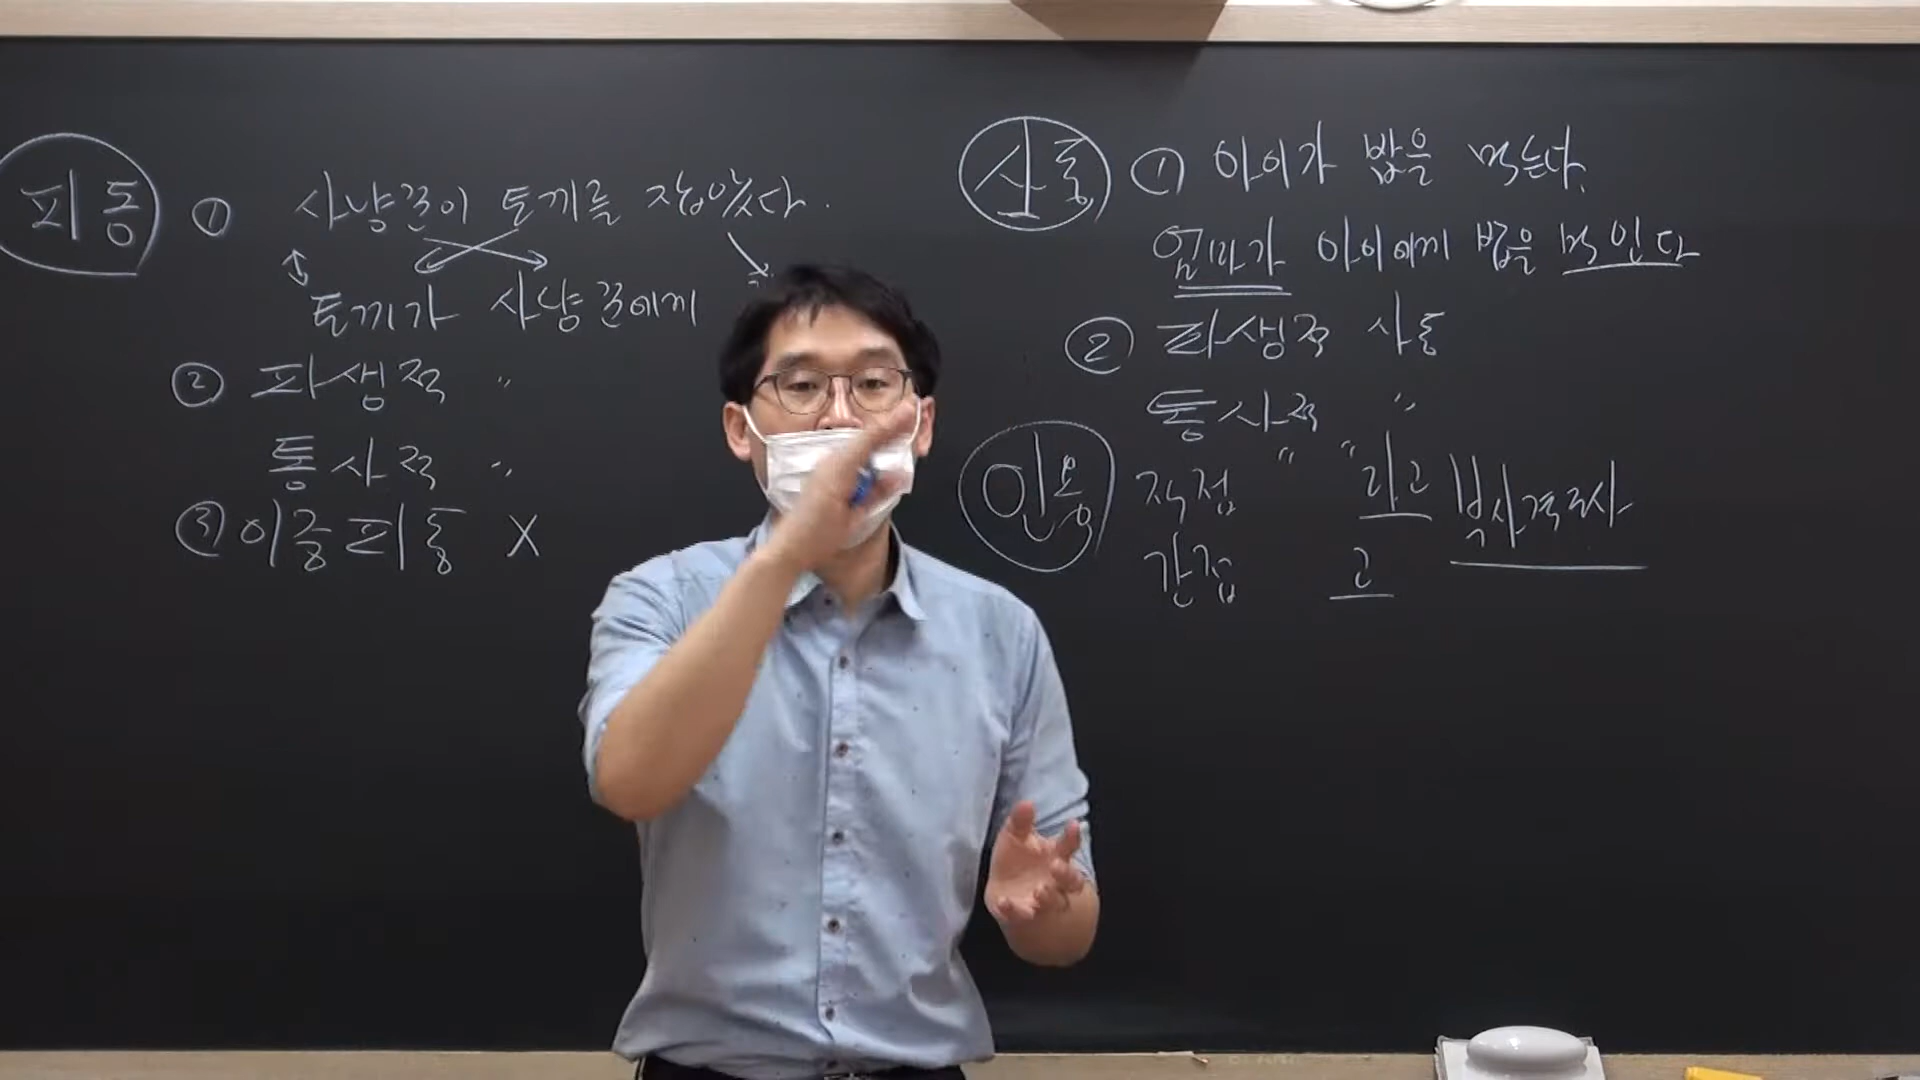 피동 ① 사냥꾼이 토끼를 잡았다.
토끼가 사냥꾼에게
② 파생적 〃
통사적 〃
③ 이중피동 X
사동 ① 아이가 밥을 먹는다.
엄마가 아이에게 밥을 먹인다
② 파생적 사동
통사적 〃
인용 직접 " " 라고 부사격조사
간접 고